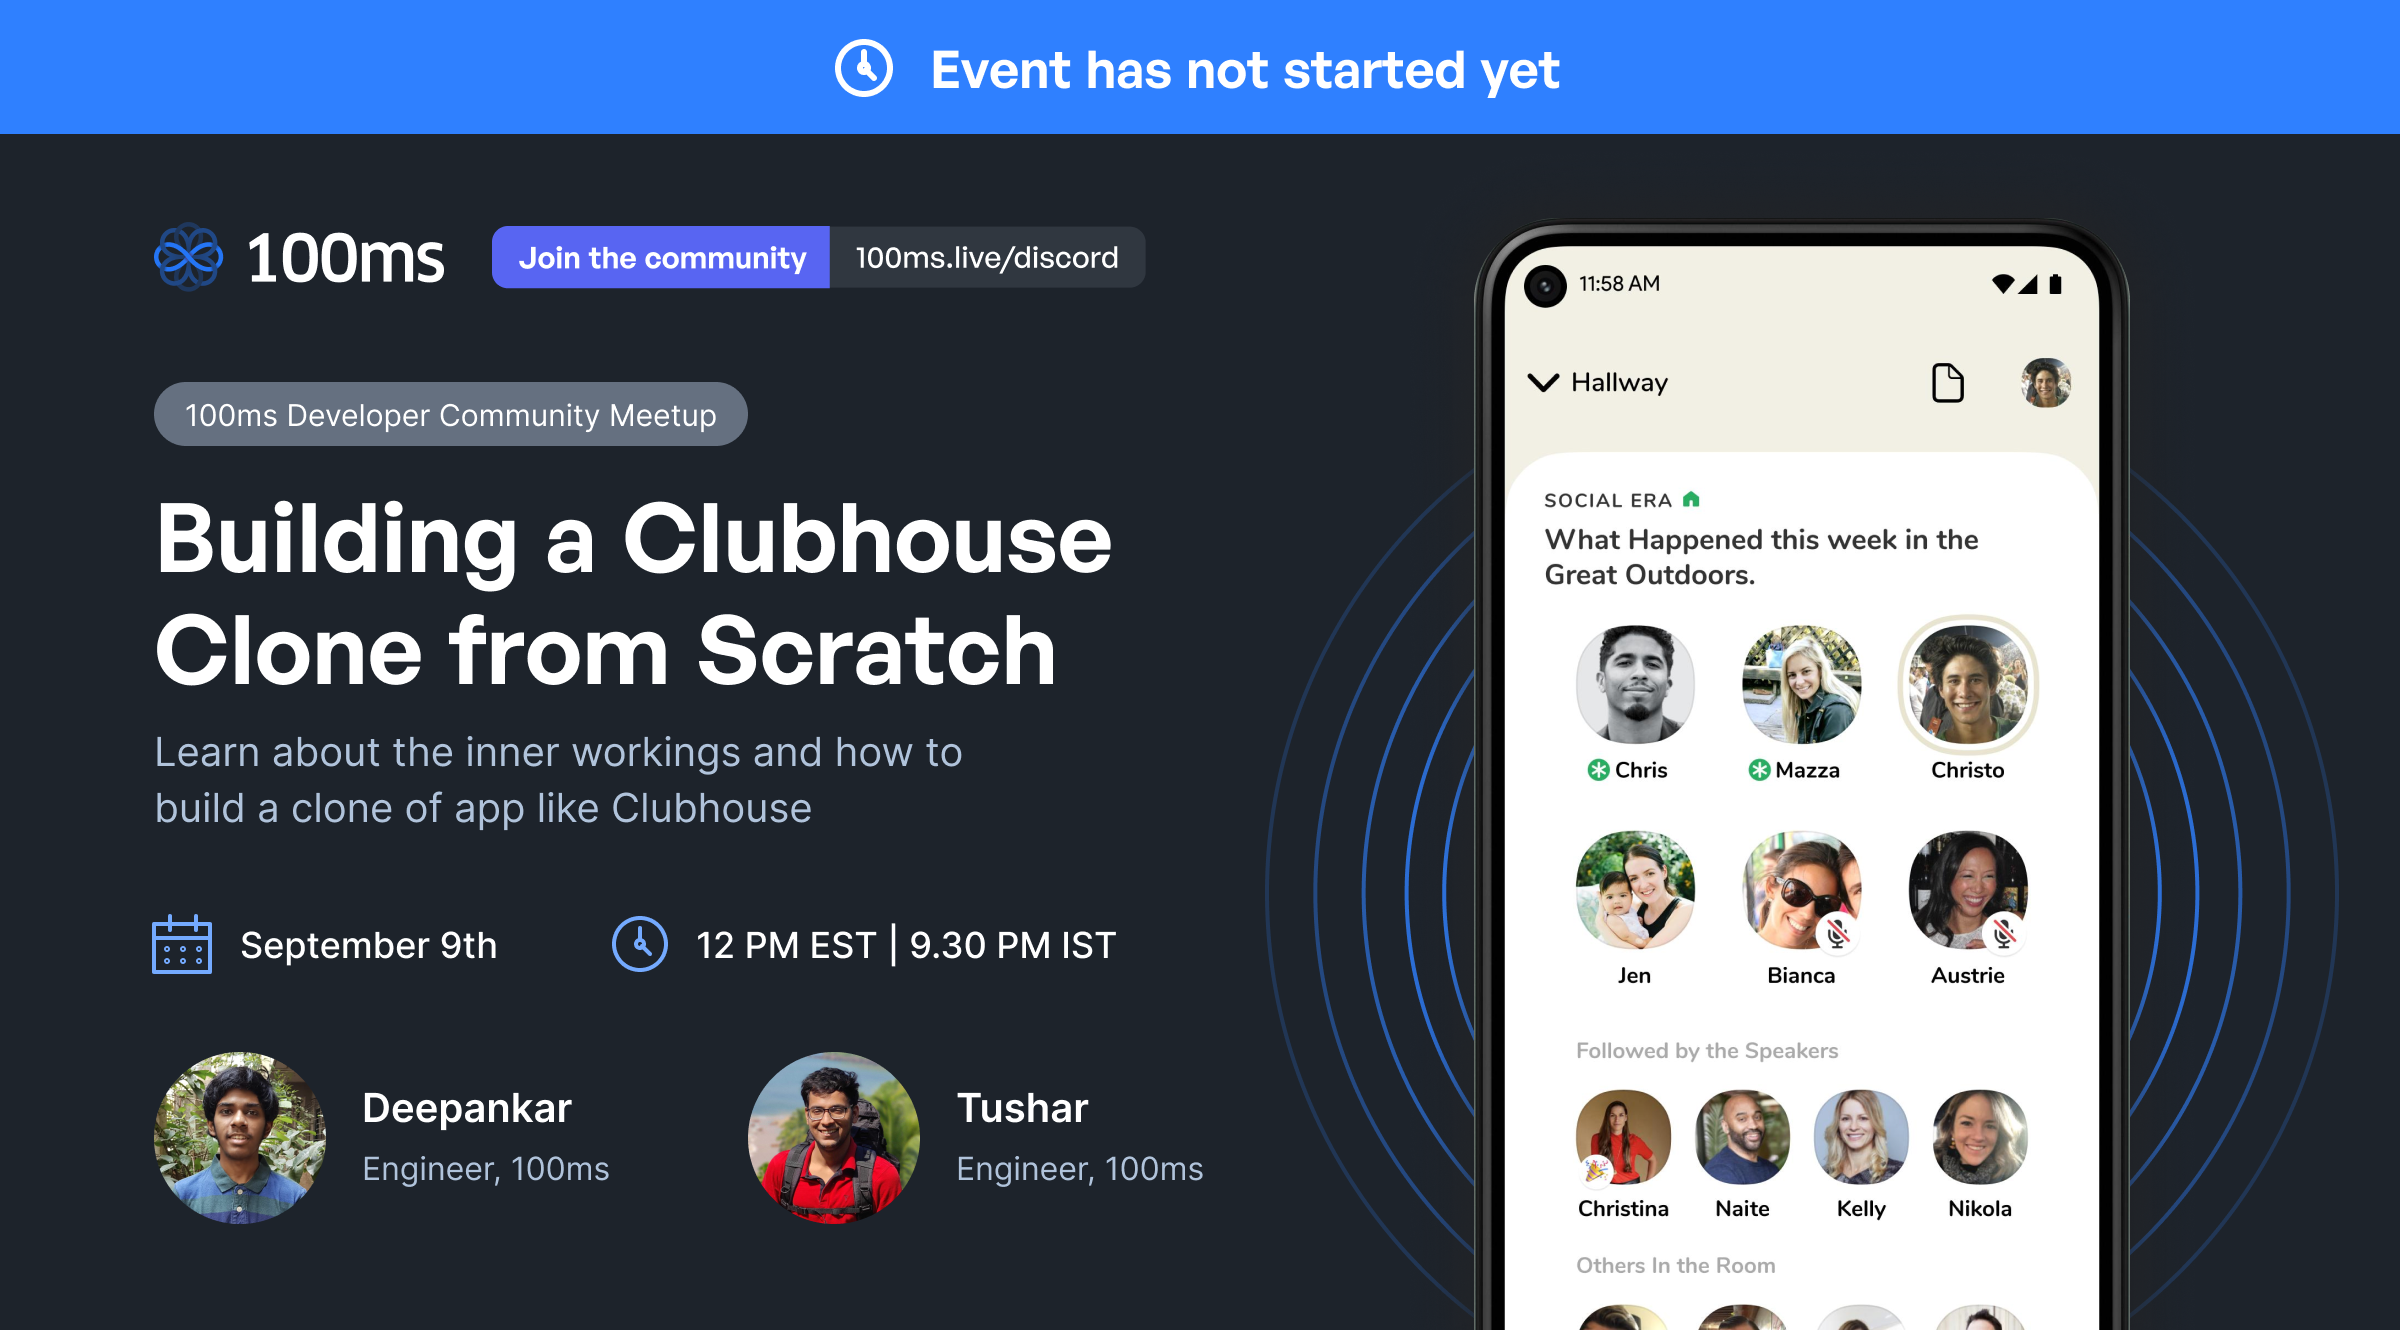 Event has not started yet
100ms
Join the community
100ms.live/discord
100ms Developer Community Meetup
Building a Clubhouse
Clone from Scratch
Learn about the inner workings and how to
build a clone of app like Clubhouse
September 9th
12 PM EST | 9.30 PM IST
Deepankar
Engineer, 100ms
Tushar
Engineer, 100ms
11:58 AM
Hallway
SOCIAL ERA
What Happened this week in the
Great Outdoors.
Chris
Mazza
Christo
Jen
Bianca
Austrie
Followed by the Speakers
Christina
Naite
Kelly
Nikola
Others In the Room